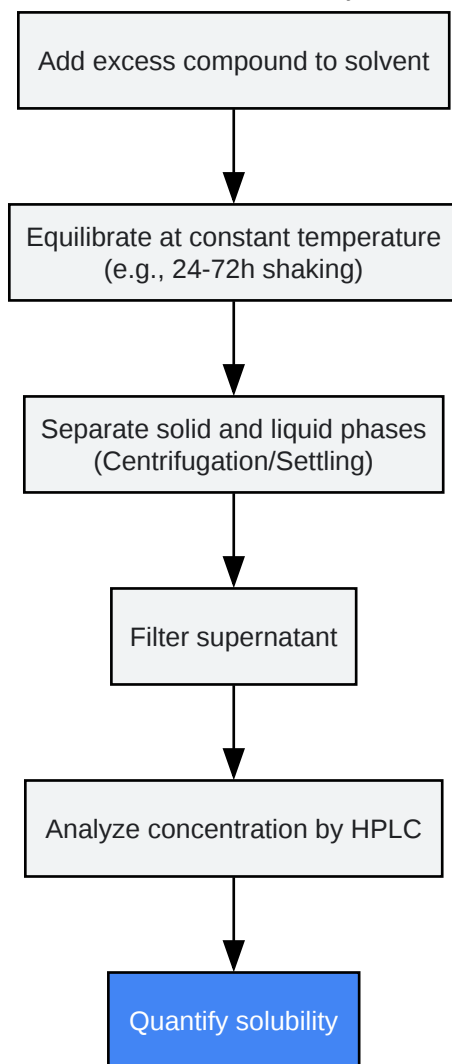 Add excess compound to solvent
Equilibrate at constant temperature
(e.g., 24-72h shaking)
Separate solid and liquid phases
(Centrifugation/Settling)
Filter supernatant
Analyze concentration by HPLC
Quantify solubility